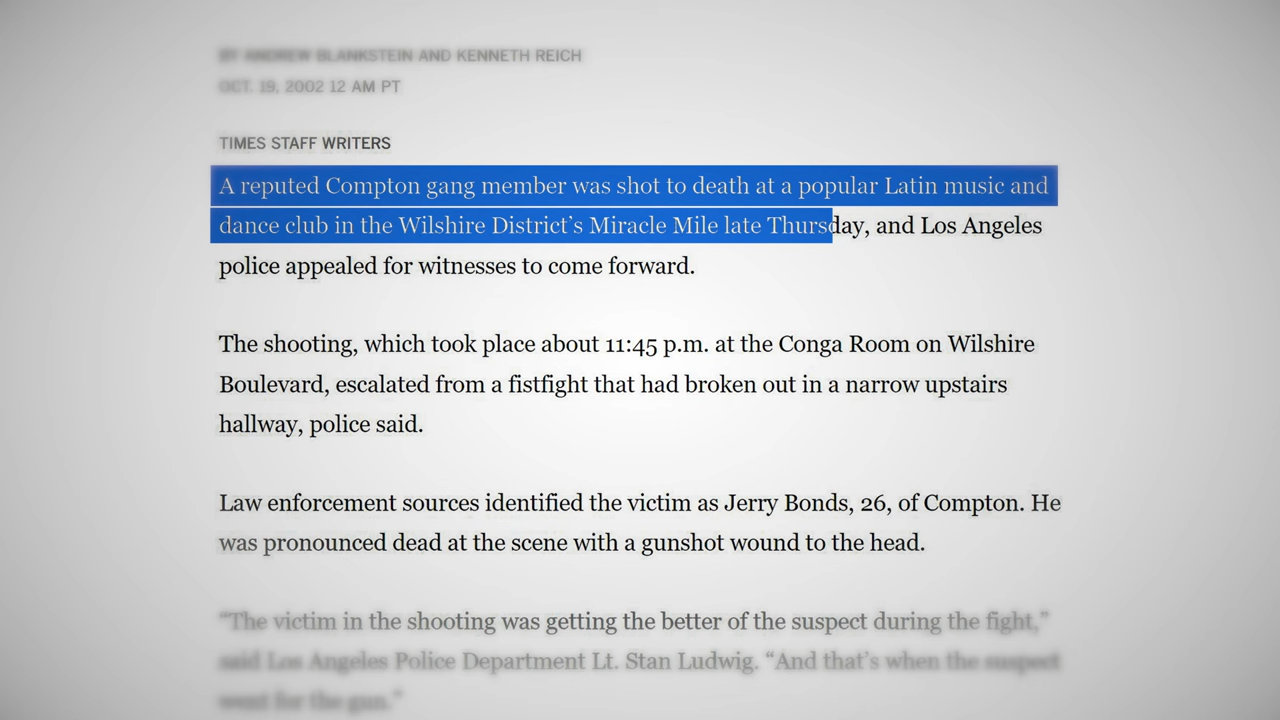 BY ANDREW BLANKSTEIN AND KENNETH REICH
OCT. 19, 2002 12 AM PT
TIMES STAFF WRITERS
A reputed Compton gang member was shot to death at a popular Latin music and
dance club in the Wilshire District’s Miracle Mile late Thursday, and Los Angeles
police appealed for witnesses to come forward.
The shooting, which took place about 11:45 p.m. at the Conga Room on Wilshire
Boulevard, escalated from a fistfight that had broken out in a narrow upstairs
hallway, police said.
Law enforcement sources identified the victim as Jerry Bonds, 26, of Compton. He
was pronounced dead at the scene with a gunshot wound to the head.
“The victim in the shooting was getting the better of the suspect during the fight,”
said Los Angeles Police Department Lt. Stan Ludwig. “And that’s when the suspect
went for the gun.”